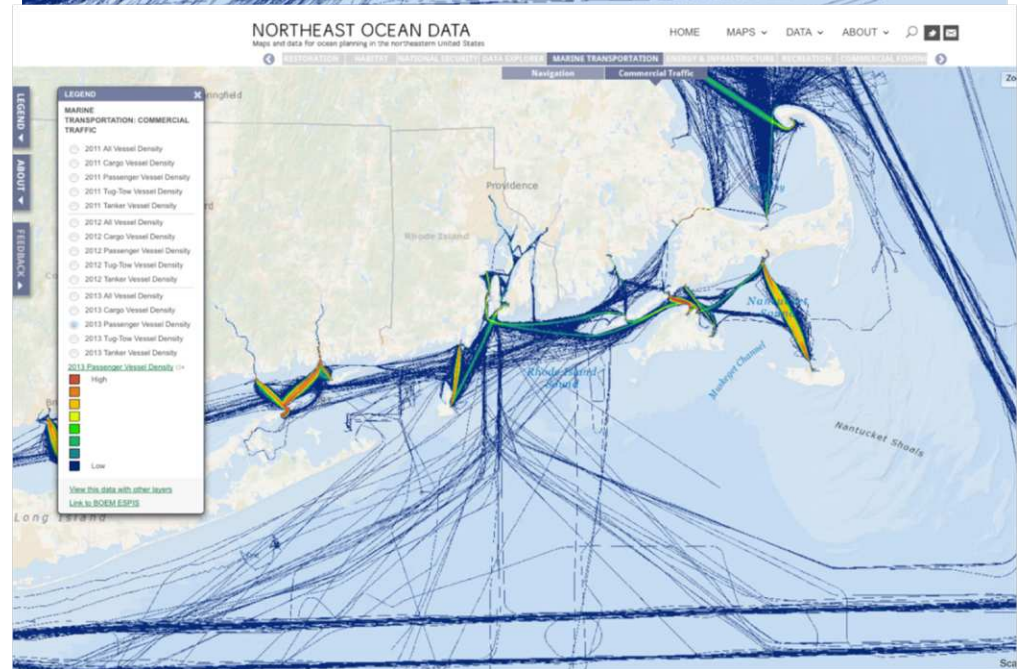 NORTHEAST OCEAN DATA
Maps and data for ocean planning in the northeastern United States
HOME MAPS DATA ABOUT
RESTORATION HABITAT NATIONAL SECURITY DATA EXPLORER MARINE TRANSPORTATION ENERGY & INFRASTRUCTURE RECREATION COMMERCIAL FISHING
Navigation Commercial Traffic
LEGEND
ABOUT
FEEDBACK
LEGEND
MARINE
TRANSPORTATION: COMMERCIAL
TRAFFIC
2011 All Vessel Density
2011 Cargo Vessel Density
2011 Passenger Vessel Density
2011 Tug-Tow Vessel Density
2011 Tanker Vessel Density
2012 All Vessel Density
2012 Cargo Vessel Density
2012 Passenger Vessel Density
2012 Tug-Tow Vessel Density
2012 Tanker Vessel Density
2013 All Vessel Density
2013 Cargo Vessel Density
2013 Passenger Vessel Density
2013 Tug-Tow Vessel Density
2013 Tanker Vessel Density
2013 Passenger Vessel Density
High
Low
View this data with other layers
Link to BOEM ESPIS
Providence
Rhode Island
Nantucket
Sound
Rhode Island
Sound
Muskeget Channel
Nantucket Shoals
Long Island